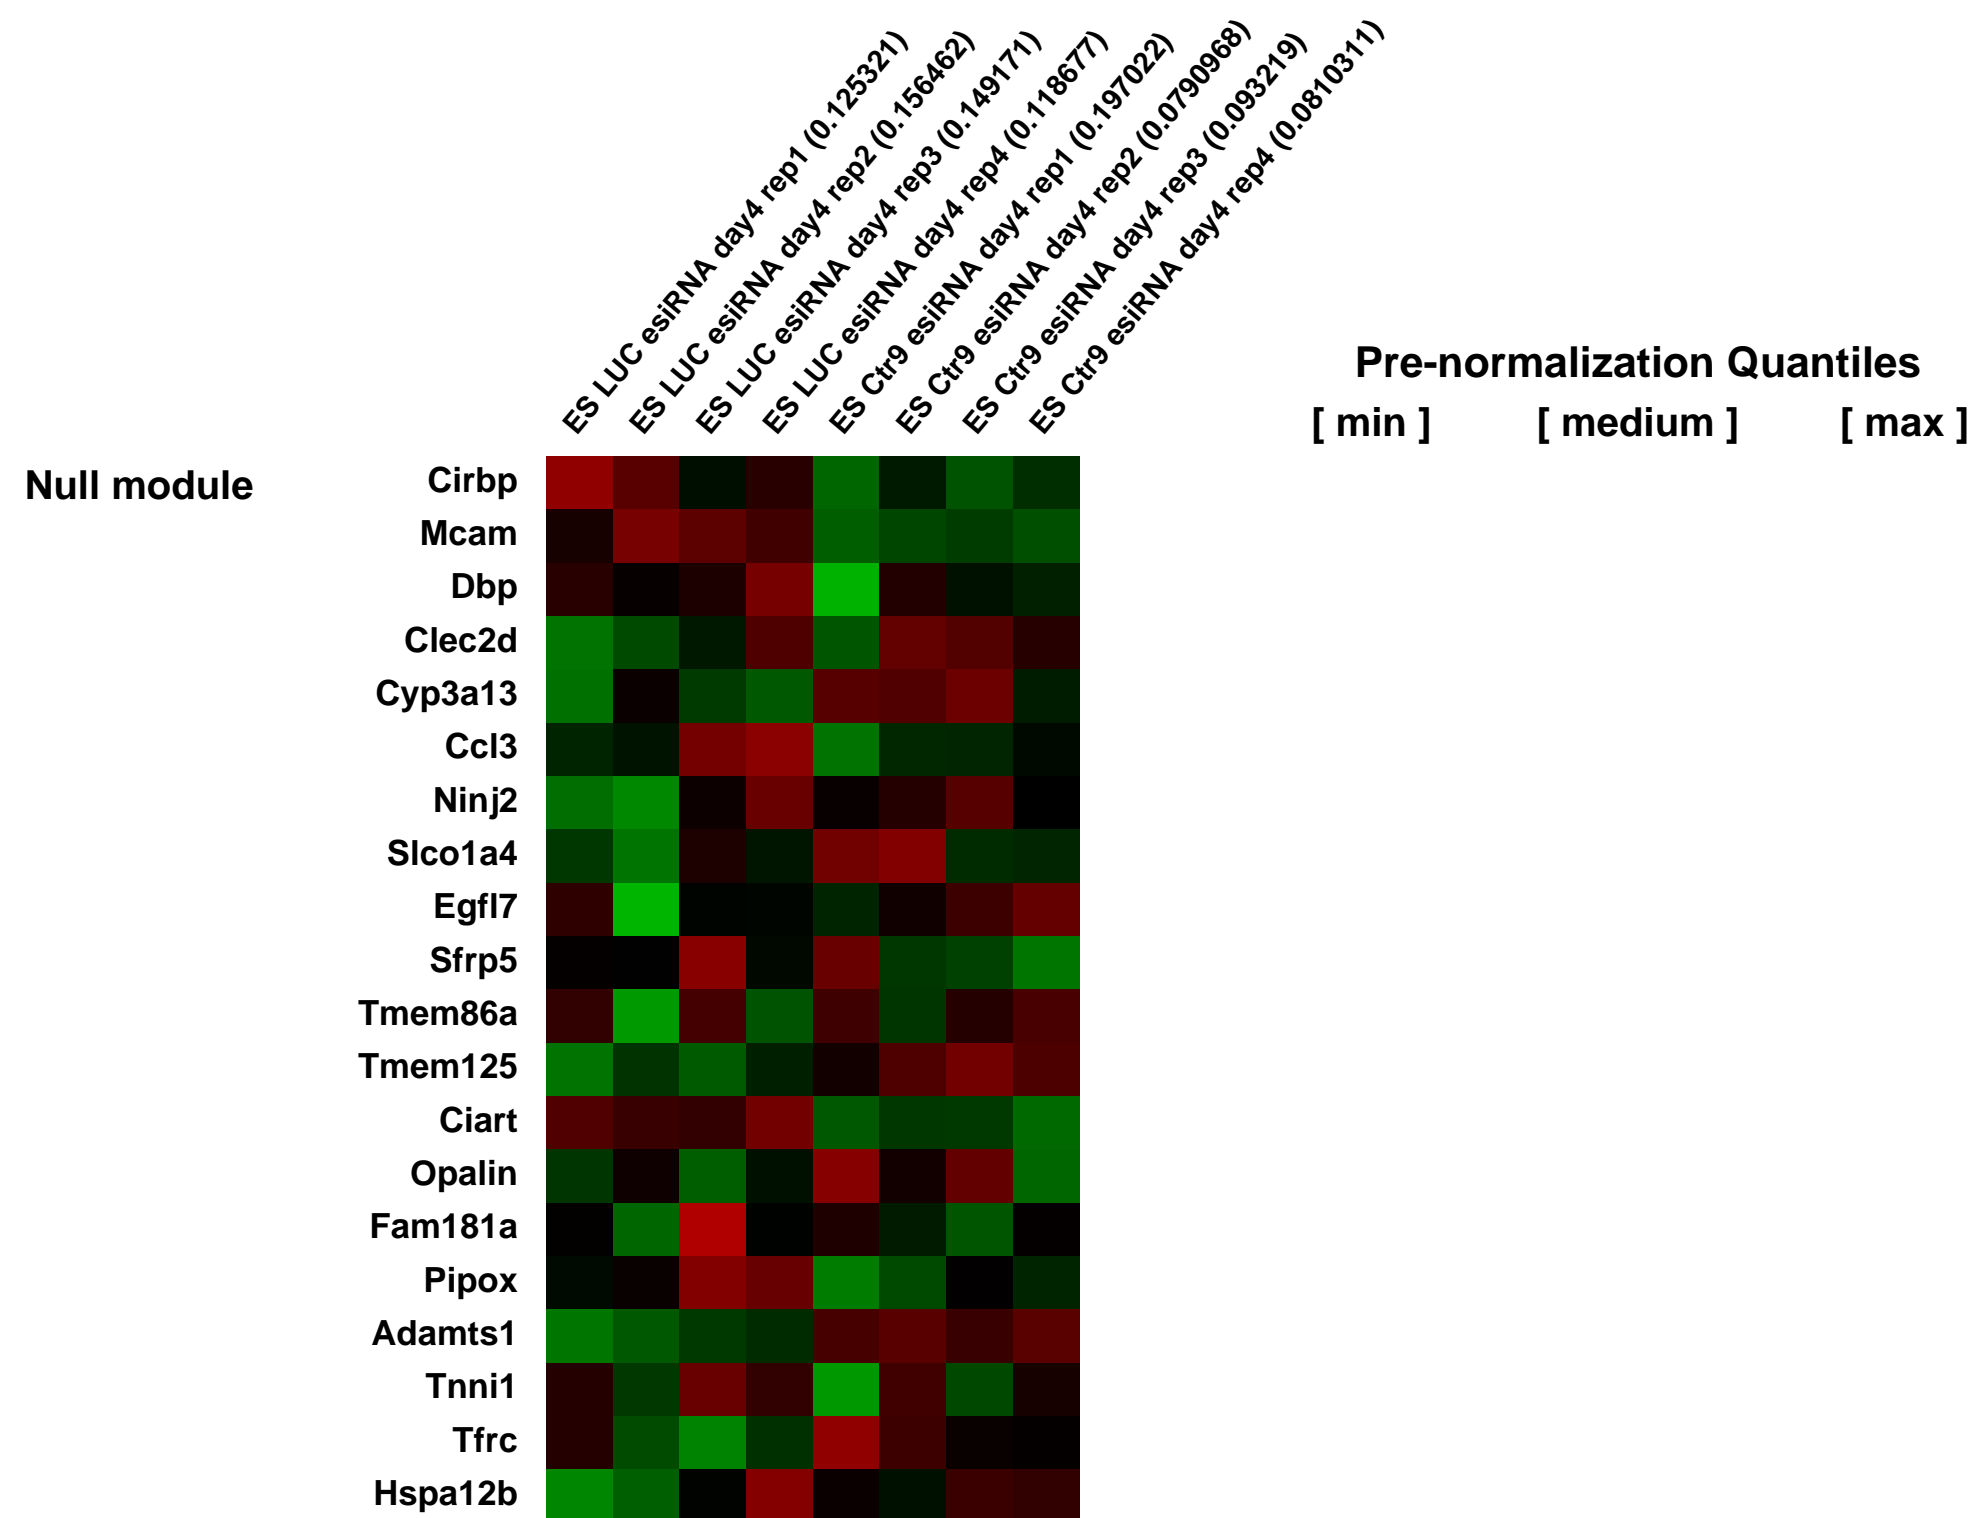 ES LUC esiRNA day4 rep1 (0.125321)
ES LUC esiRNA day4 rep2 (0.156462)
ES LUC esiRNA day4 rep3 (0.149171)
ES LUC esiRNA day4 rep4 (0.118677)
ES Ctr9 esiRNA day4 rep1 (0.197022)
ES Ctr9 esiRNA day4 rep2 (0.0790968)
ES Ctr9 esiRNA day4 rep3 (0.093219)
ES Ctr9 esiRNA day4 rep4 (0.0810311)
Pre-normalization Quantiles
[ min ] [ medium ] [ max ]
Null module
Cirbp
Mcam
Dbp
Clec2d
Cyp3a13
Ccl3
Ninj2
Slco1a4
Egfl7
Sfrp5
Tmem86a
Tmem125
Ciart
Opalin
Fam181a
Pipox
Adamts1
Tnni1
Tfrc
Hspa12b